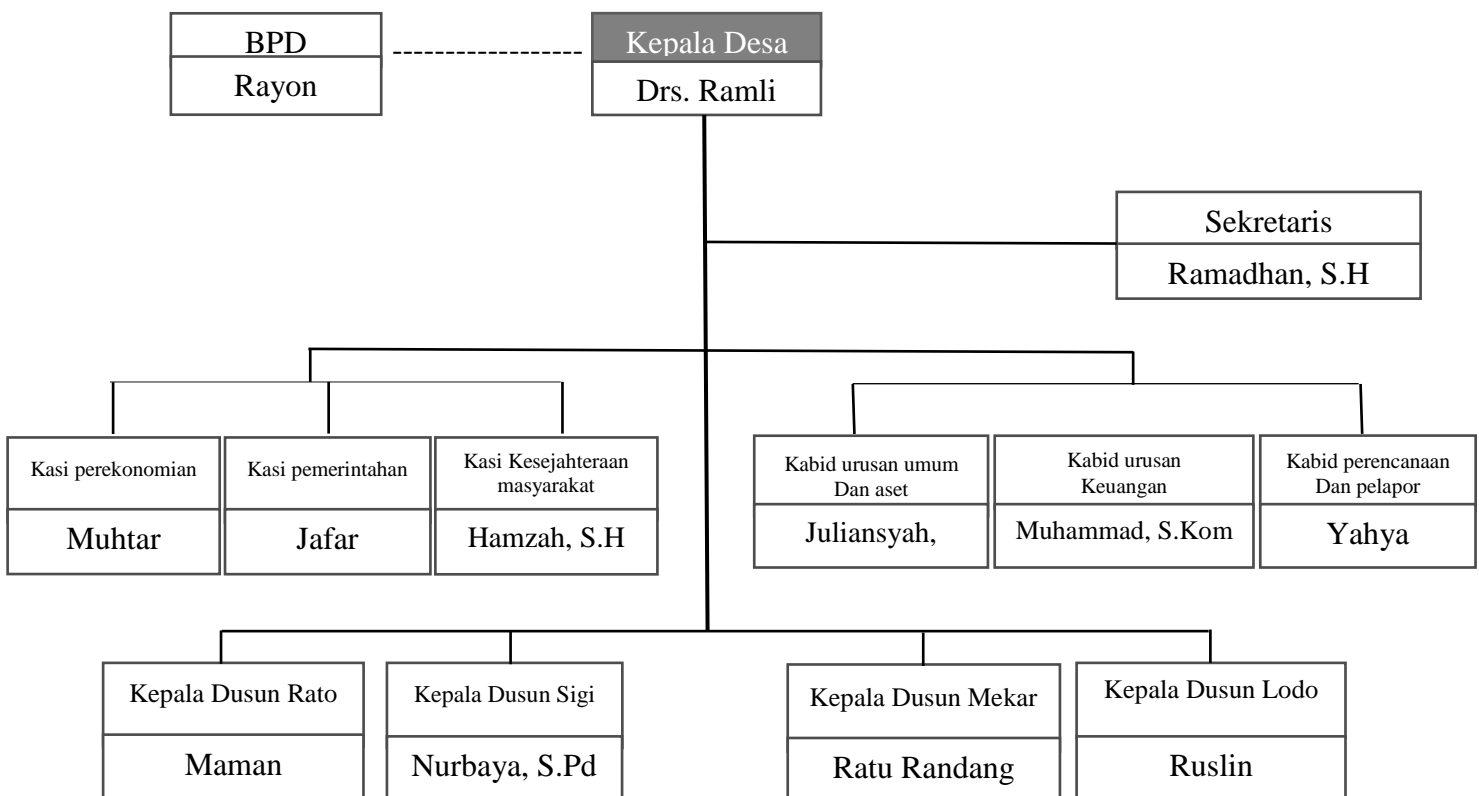 BPD
Rayon
Kepala Desa
Drs. Ramli
Sekretaris
Ramadhan, S.H
Kasi perekonomian
Muhtar
Kasi pemerintahan
Jafar
Kasi Kesejahteraan
masyarakat
Hamzah, S.H
Kabid urusan umum
Dan aset
Juliansyah,
Kabid urusan
Keuangan
Muhammad, S.Kom
Kabid perencanaan
Dan pelapor
Yahya
Kepala Dusun Rato
Maman
Kepala Dusun Sigi
Nurbaya, S.Pd
Kepala Dusun Mekar
Ratu Randang
Kepala Dusun Lodo
Ruslin